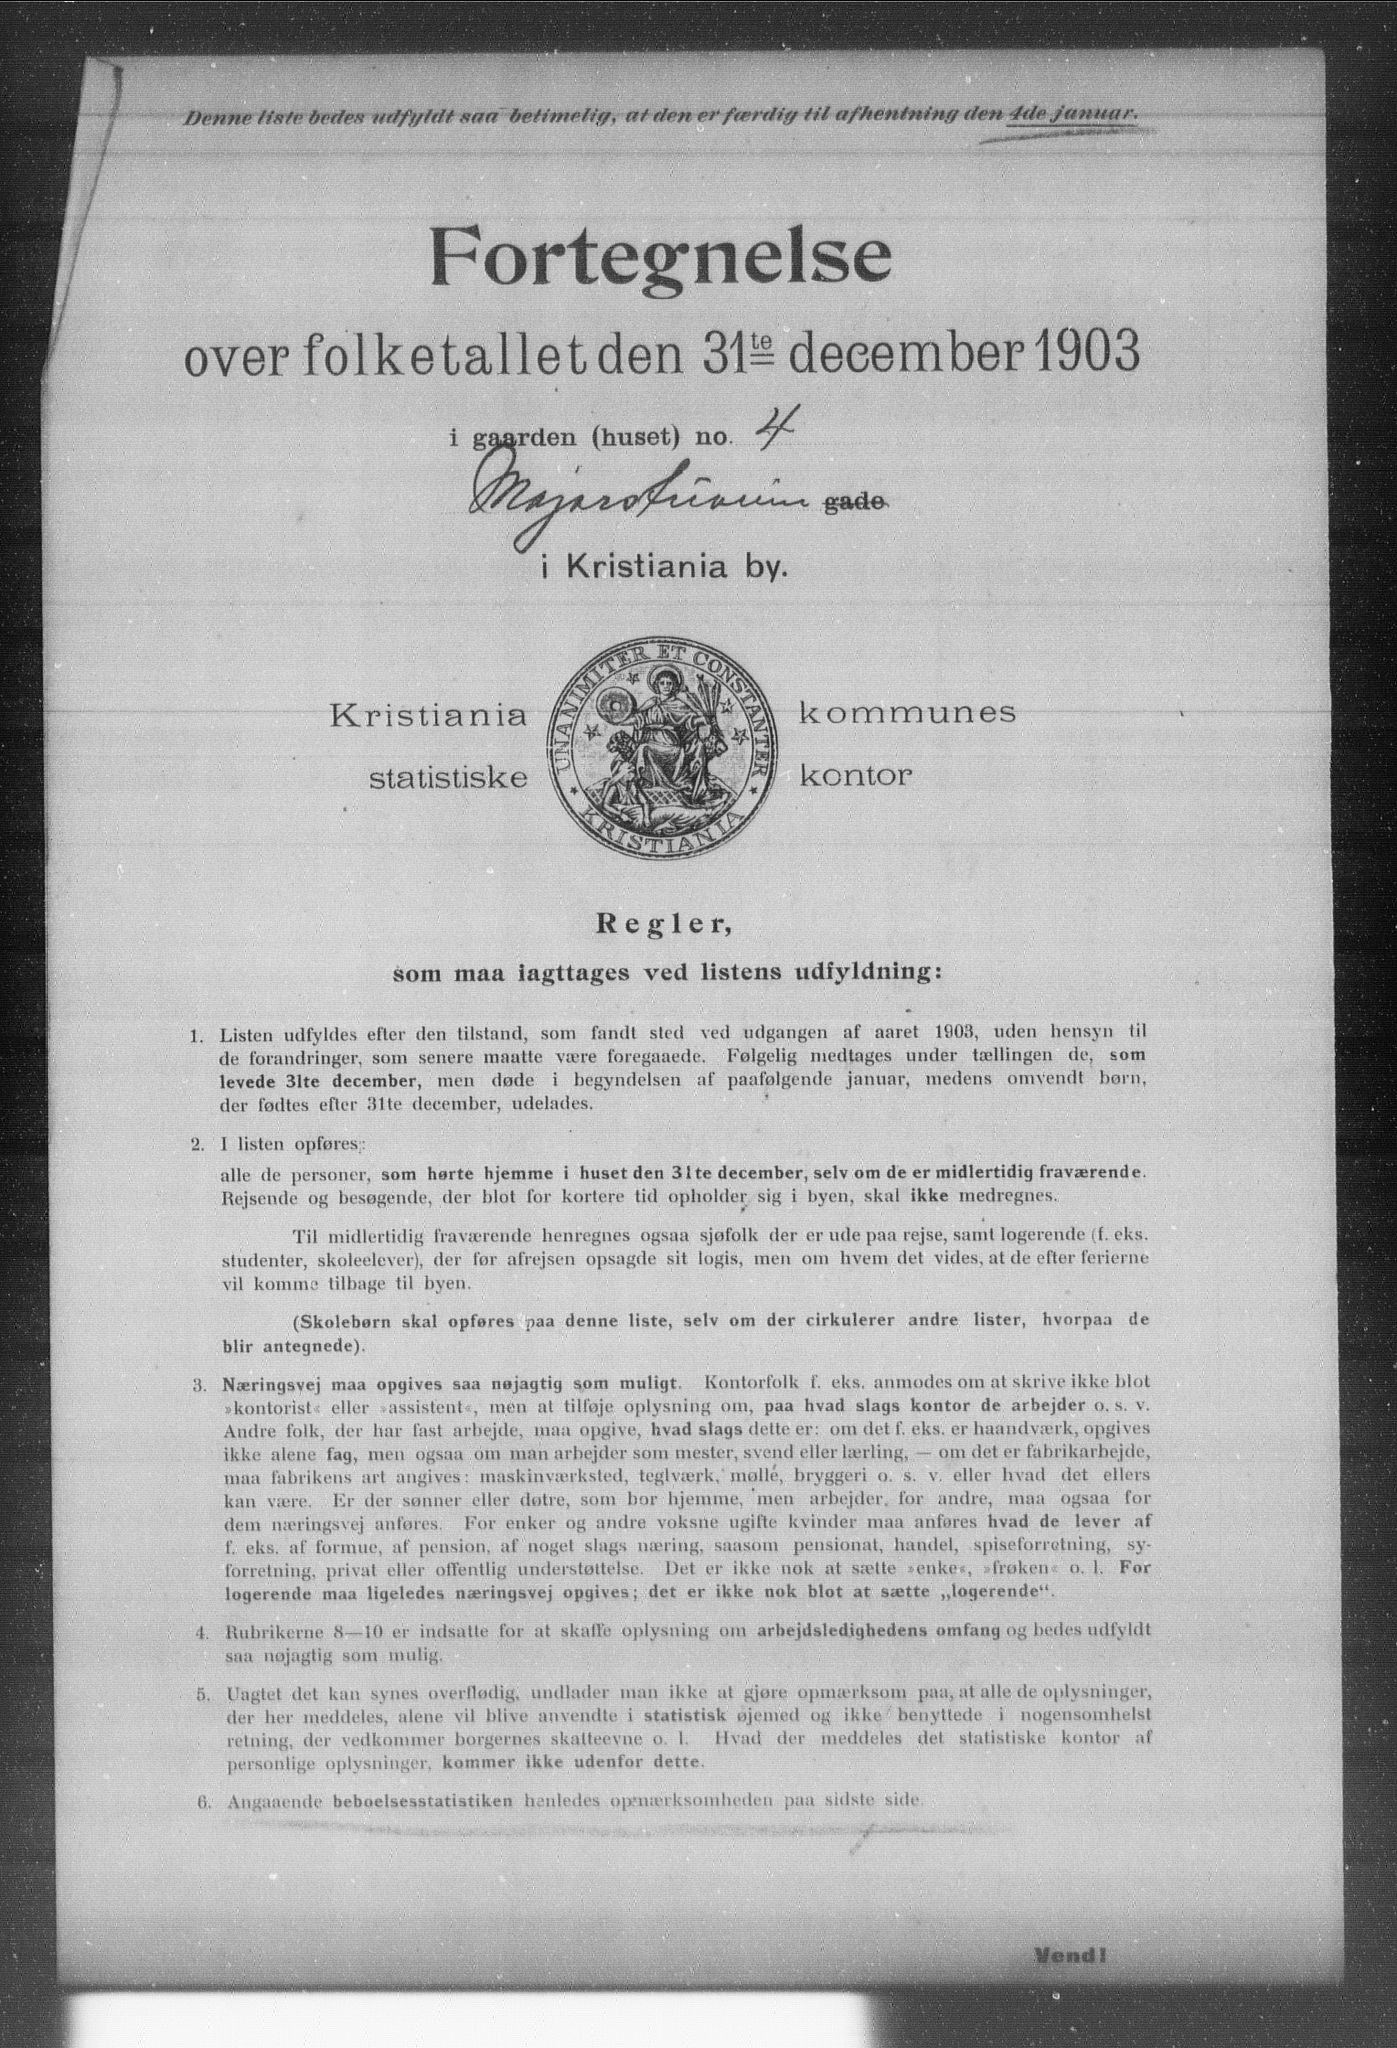 Denne liste bedes udfyldt saa betimelig, at den er færdig til afhentning den 4de januar.
Fortegnelse
over folketallet den 31te december 1903
i gaarden (huset) no. 4
Majorstuveien gade
i Kristiania by.
UNANIMITER ET CONSTANTER
KRISTIANIA
Kristiania kommunes
statistiske kontor
Regler,
som maa iagttages ved listens udfyldning:
1. Listen udfyldes efter den tilstand, som fandt sted ved udgangen af aaret 1903, uden hensyn til
de forandringer, som senere maatte være foregaaede. Følgelig medtages under tællingen de, som
levede 31te december, men døde i begyndelsen af paafølgende januar, medens omvendt børn,
der fødtes efter 31te december, udelades.
2. I listen opføres:
alle de personer, som hørte hjemme i huset den 31te december, selv om de er midlertidig fraværende.
Rejsende og besøgende, der blot for kortere tid opholder sig i byen, skal ikke medregnes.
Til midlertidig fraværende henregnes ogsaa sjøfolk der er ude paa rejse, samt logerende (f. eks.
studenter, skoleelever), der før afrejsen opsagde sit logis, men om hvem det vides, at de efter ferierne
vil komme tilbage til byen.
(Skolebørn skal opføres paa denne liste, selv om der cirkulerer andre lister, hvorpaa de
blir antegnede).
3. Næringsvej maa opgives saa nøjagtig som muligt. Kontorfolk f. eks. anmodes om at skrive ikke blot
»kontorist« eller »assistent«, men at tilføje oplysning om, paa hvad slags kontor de arbejder o. s. v.
Andre folk, der har fast arbejde, maa opgive, hvad slags dette er: om det f. eks. er haandværk, opgives
ikke alene fag, men ogsaa om man arbejder som mester, svend eller lærling, — om det er fabrikarbejde,
maa fabrikens art angives: maskinværksted, teglværk, mølle, bryggeri o. s. v. eller hvad det ellers
kan være. Er der sønner eller døtre, som bor hjemme, men arbejder for andre, maa ogsaa for
dem næringsvej anføres. For enker og andre voksne ugifte kvinder maa anføres hvad de lever af
f. eks. af formue, af pension, af noget slags næring, saasom pensionat, handel, spiseforretning, sy-
forretning, privat eller offentlig understøttelse. Det er ikke nok at sætte »enke«, »frøken« o. l. For
logerende maa ligeledes næringsvej opgives; det er ikke nok blot at sætte „logerende“.
4. Rubrikerne 8—10 er indsatte for at skaffe oplysning om arbejdsledighedens omfang og bedes udfyldt
saa nøjagtig som mulig.
5. Uagtet det kan synes overflødig, undlader man ikke at gjøre opmærksom paa, at alle de oplysninger,
der her meddeles, alene vil blive anvendte i statistisk øjemed og ikke benyttede i nogensomhelst
retning, der vedkommer borgernes skatteevne o. l. Hvad der meddeles det statistiske kontor af
personlige oplysninger, kommer ikke udenfor dette.
6. Angaaende beboelsesstatistiken henledes opmærksomheden paa sidste side.
Vend!